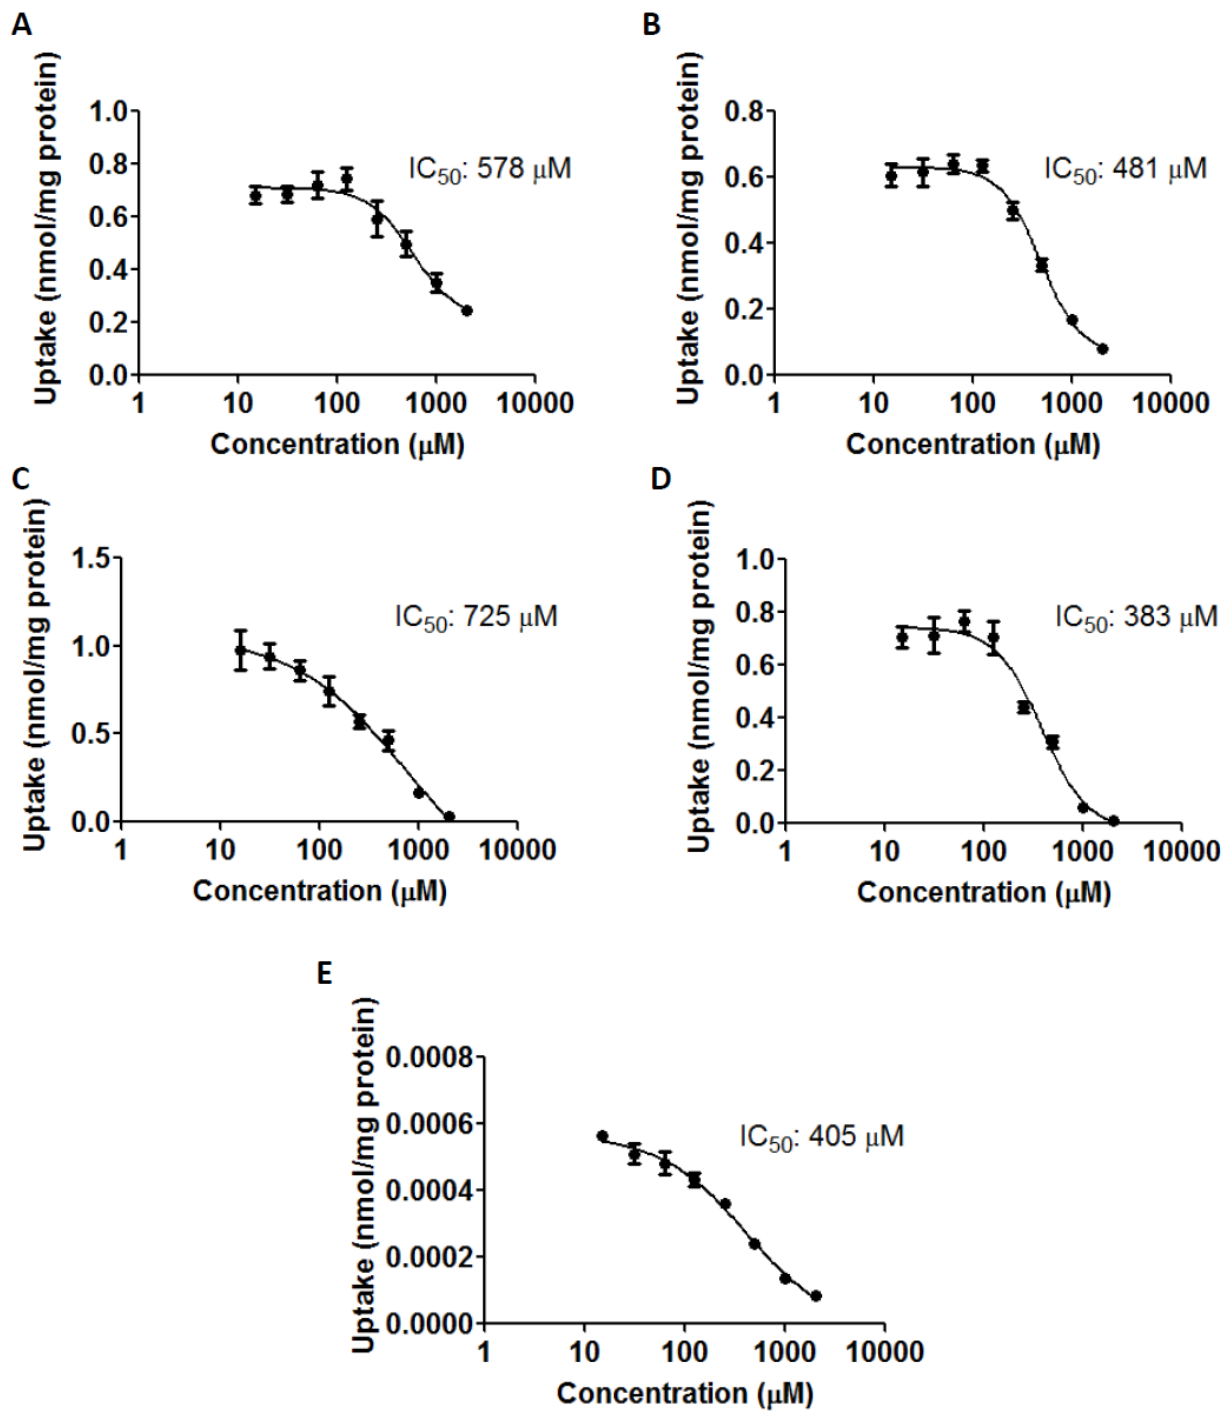 A
Uptake (nmol/mg protein)
1.0
0.8
0.6
0.4
0.2
0.0
IC50: 578 μM
1 10 100 1000 10000
Concentration (μM)
B
Uptake (nmol/mg protein)
0.8
0.6
0.4
0.2
0.0
IC50: 481 μM
1 10 100 1000 10000
Concentration (μM)
C
Uptake (nmol/mg protein)
1.5
1.0
0.5
0.0
IC50: 725 μM
1 10 100 1000 10000
Concentration (μM)
D
Uptake (nmol/mg protein)
1.0
0.8
0.6
0.4
0.2
0.0
IC50: 383 μM
1 10 100 1000 10000
Concentration (μM)
E
Uptake (nmol/mg protein)
0.0008
0.0006
0.0004
0.0002
0.0000
IC50: 405 μM
1 10 100 1000 10000
Concentration (μM)